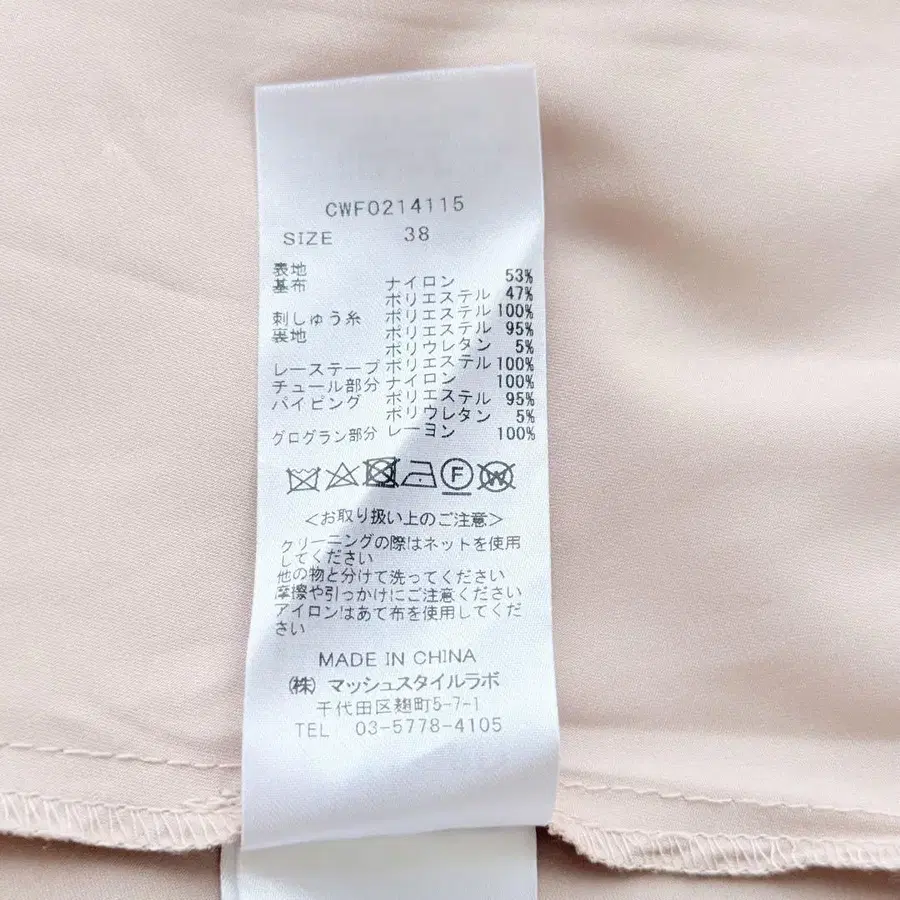 CWF0214115
SIZE 38
表地
基布 ナイロン 53%
ポリエステル 47%
刺しゅう糸 ポリエステル 100%
裏地 ポリエステル 95%
ポリウレタン 5%
レーステープ ポリエステル 100%
チュール部分 ナイロン 100%
パイピング ポリエステル 95%
ポリウレタン 5%
グログラン部分 レーヨン 100%
F W
<お取り扱い上のご注意>
クリーニングの際はネットを使用
してください
他の物と分けて洗ってください
摩擦や引っかけにご注意ください
アイロンはあて布を使用してくだ
さい
MADE IN CHINA
(株) マッシュスタイルラボ
千代田区麹町5-7-1
TEL 03-5778-4105